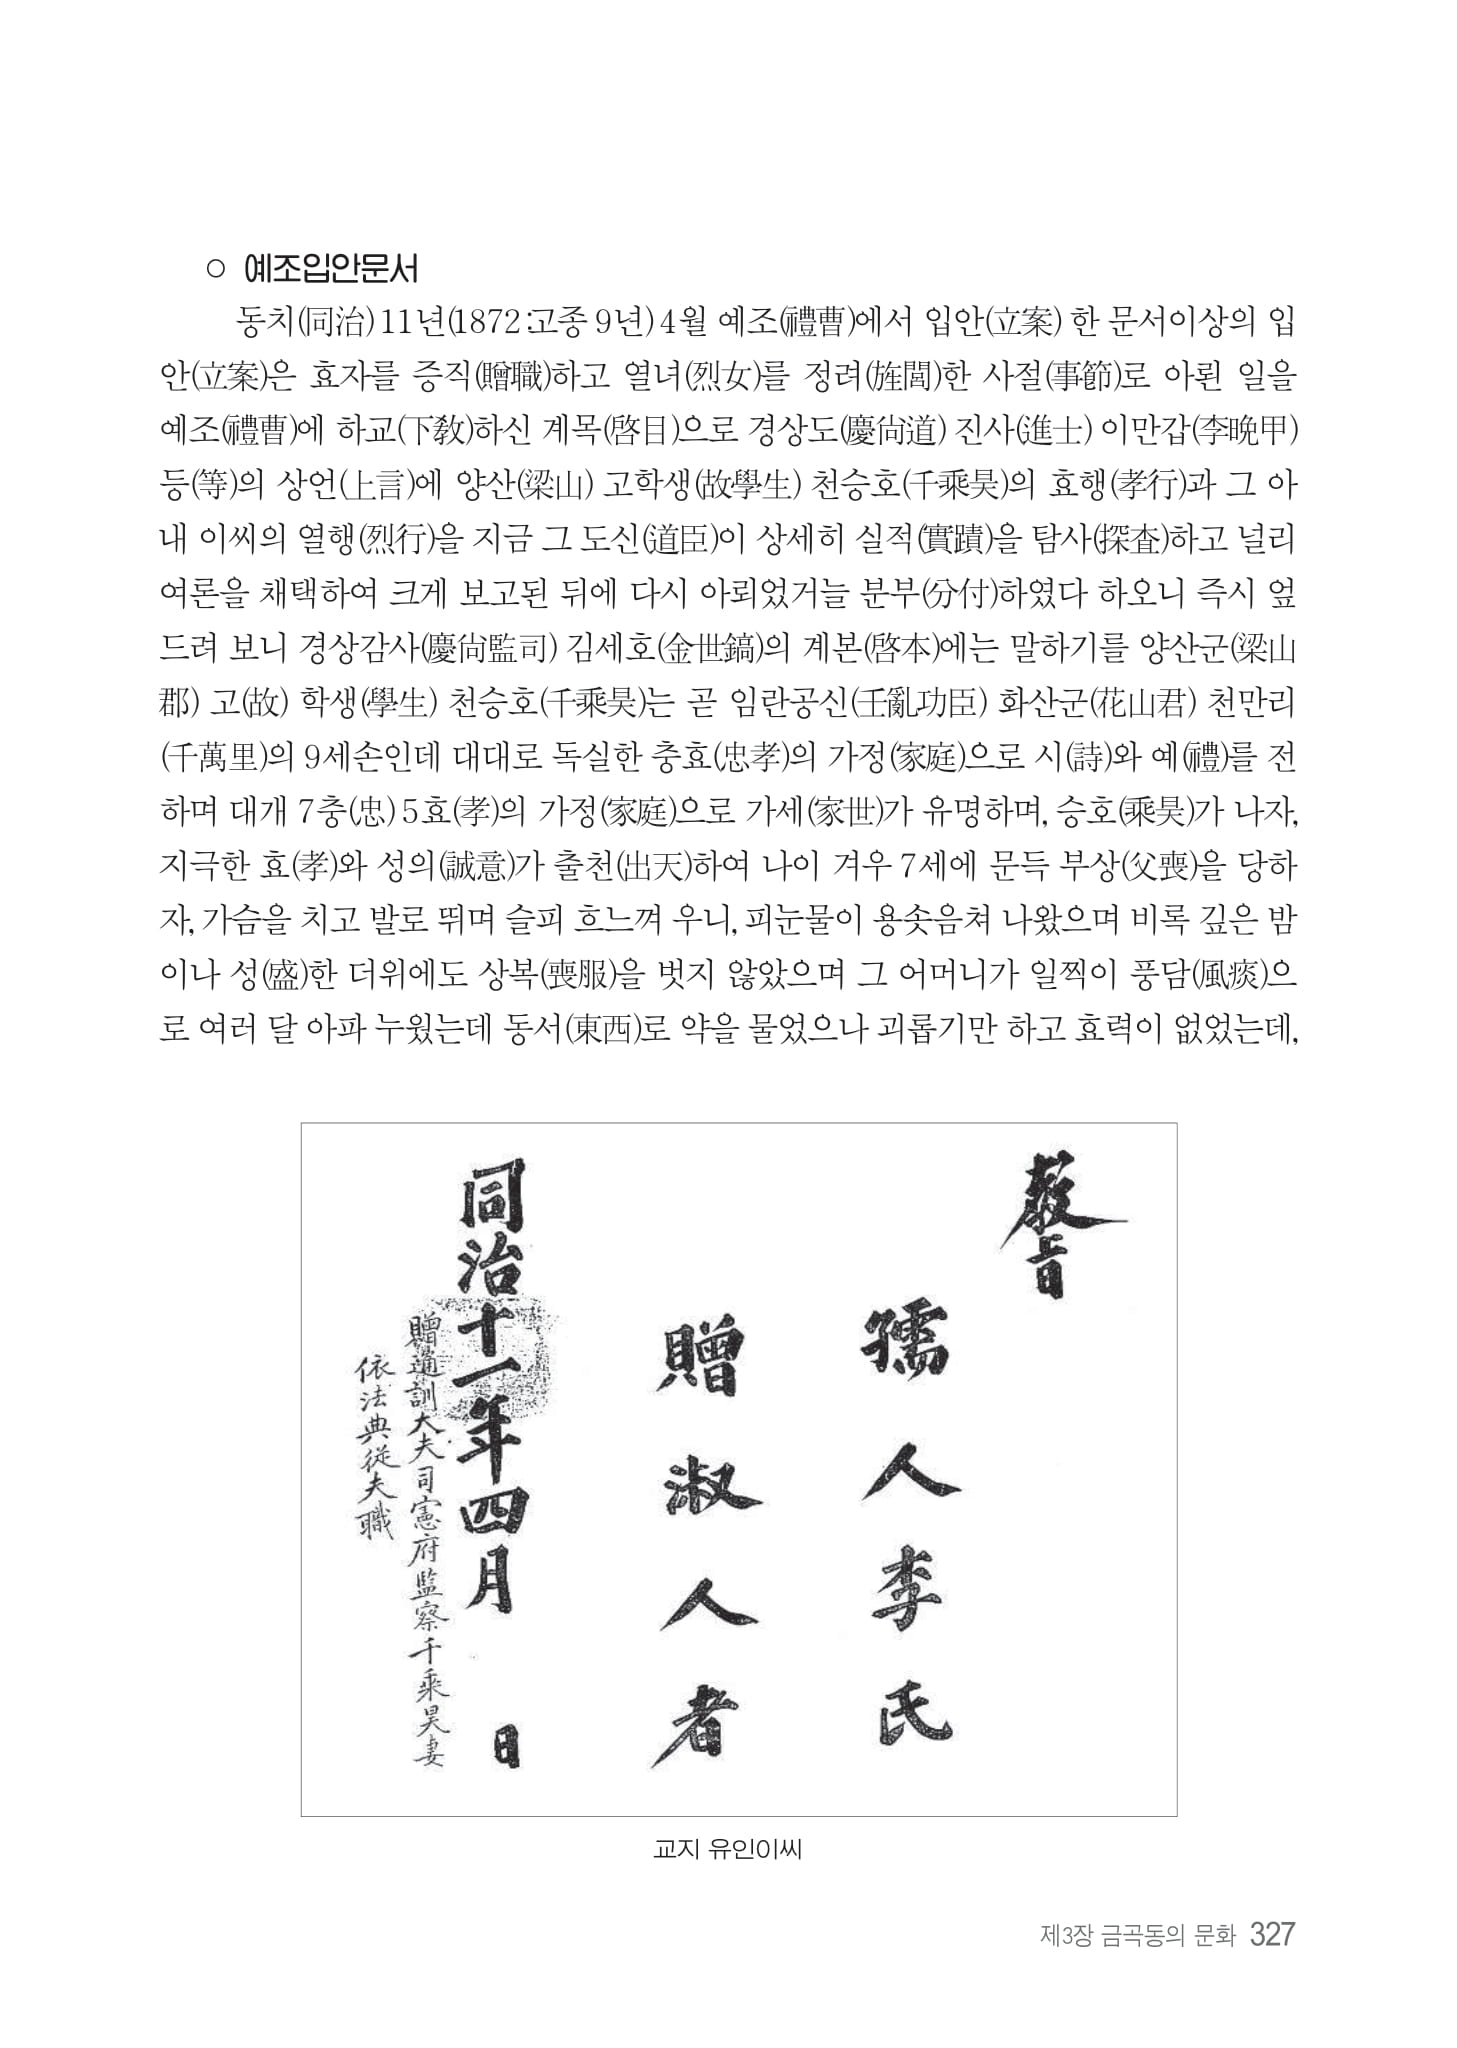 ○ 예조입안문서
동치(同治) 11년(1872:고종 9년) 4월 예조(禮曹)에서 입안(立案) 한 문서이상의 입
안(立案)은 효자를 증직(贈職)하고 열녀(烈女)를 정려(旌閭)한 사절(事節)로 아뢴 일을
예조(禮曹)에 하교(下敎)하신 계목(啓目)으로 경상도(慶尙道) 진사(進士) 이만갑(李晩甲)
등(等)의 상언(上言)에 양산(梁山) 고학생(故學生) 천승호(千乘昊)의 효행(孝行)과 그 아
내 이씨의 열행(烈行)을 지금 그 도신(道臣)이 상세히 실적(實蹟)을 탐사(探査)하고 널리
여론을 채택하여 크게 보고된 뒤에 다시 아뢰었거늘 분부(分付)하였다 하오니 즉시 엎
드려 보니 경상감사(慶尙監司) 김세호(金世鎬)의 계본(啓本)에는 말하기를 양산군(梁山
郡) 고(故) 학생(學生) 천승호(千乘昊)는 곧 임란공신(壬亂功臣) 화산군(花山君) 천만리
(千萬里)의 9세손인데 대대로 독실한 충효(忠孝)의 가정(家庭)으로 시(詩)와 예(禮)를 전
하며 대개 7충(忠) 5효(孝)의 가정(家庭)으로 가세(家世)가 유명하며, 승호(乘昊)가 나자,
지극한 효(孝)와 성의(誠意)가 출천(出天)하여 나이 겨우 7세에 문득 부상(父喪)을 당하
자, 가슴을 치고 발로 뛰며 슬피 흐느껴 우니, 피눈물이 용솟음쳐 나왔으며 비록 깊은 밤
이나 성(盛)한 더위에도 상복(喪服)을 벗지 않았으며 그 어머니가 일찍이 풍담(風痰)으
로 여러 달 아파 누웠는데 동서(東西)로 약을 물었으나 괴롭기만 하고 효력이 없었는데,
敎旨
孺人李氏
贈淑人者
同治十一年四月 日
贈通訓大夫司憲府監察千乘昊妻
依法典從夫職
교지 유인이씨
제3장 금곡동의 문화 327